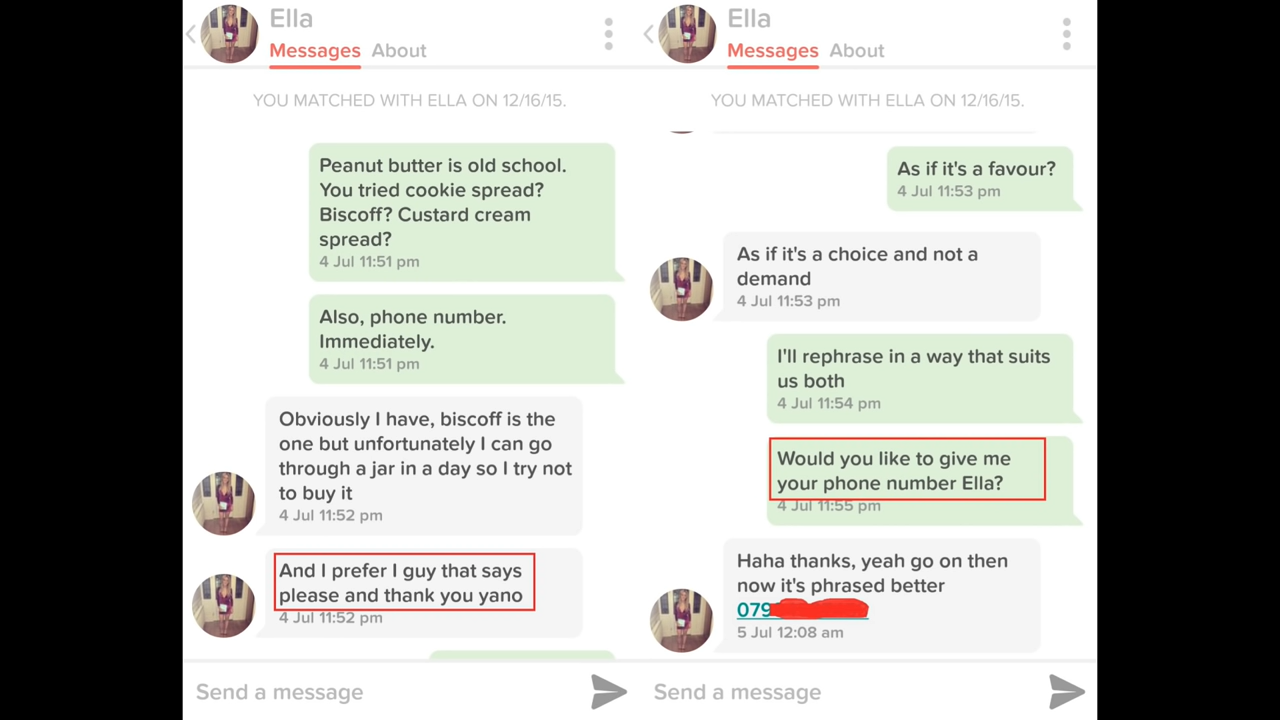 Ella
Messages About
YOU MATCHED WITH ELLA ON 12/16/15.
Peanut butter is old school.
You tried cookie spread?
Biscoff? Custard cream
spread?
4 Jul 11:51 pm
Also, phone number.
Immediately.
4 Jul 11:51 pm
Obviously I have, biscoff is the
one but unfortunately I can go
through a jar in a day so I try not
to buy it
4 Jul 11:52 pm
And I prefer I guy that says
please and thank you yano
4 Jul 11:52 pm
Send a message
Ella
Messages About
YOU MATCHED WITH ELLA ON 12/16/15.
As if it's a favour?
4 Jul 11:53 pm
As if it's a choice and not a
demand
4 Jul 11:53 pm
I'll rephrase in a way that suits
us both
4 Jul 11:54 pm
Would you like to give me
your phone number Ella?
4 Jul 11:55 pm
Haha thanks, yeah go on then
now it's phrased better
079
5 Jul 12:08 am
Send a message